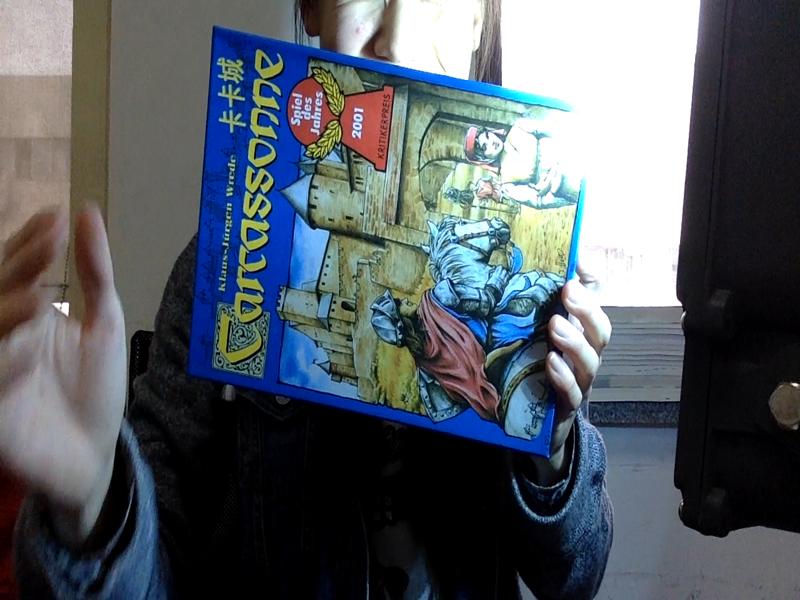 卡卡城
Klaus-Jürgen Wrede
Carcassonne
Spiel
des
Jahres
2001
KRITIKERPREIS